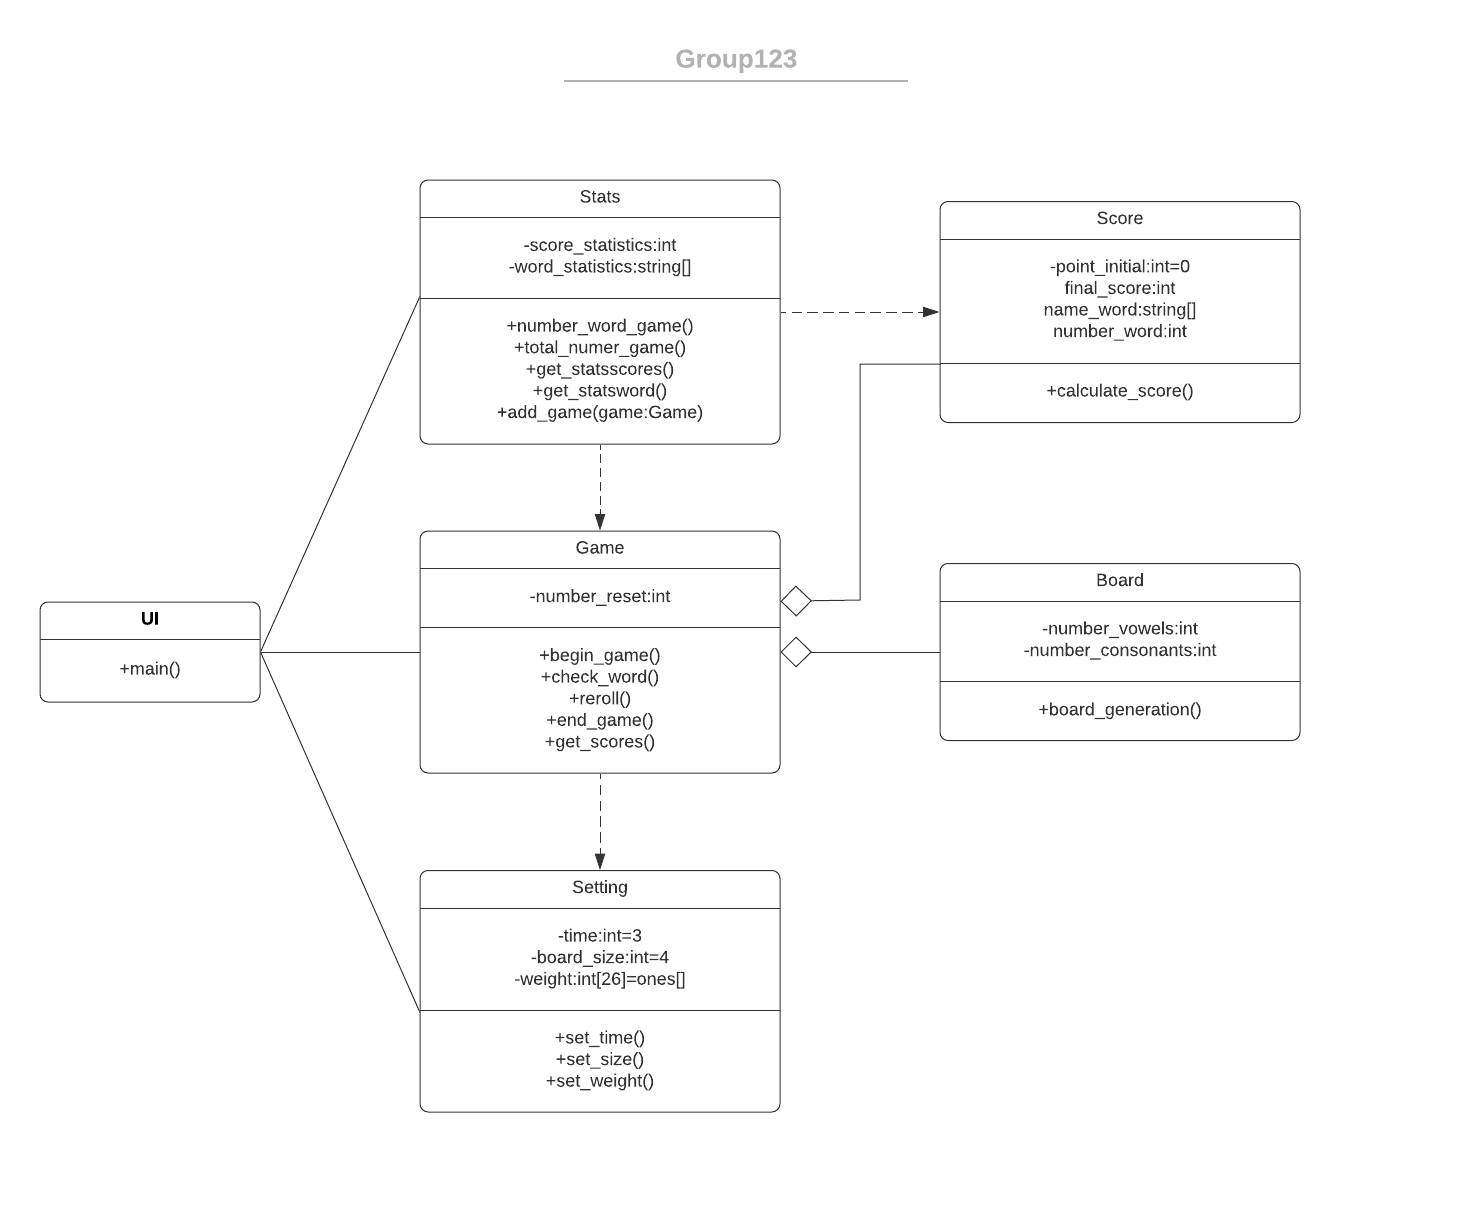 Group123
Stats
-score_statistics:int
-word_statistics:string[]
+number_word_game()
+total_numer_game()
+get_statsscores()
+get_statsword()
+add_game(game:Game)
Score
-point_initial:int=0
final_score:int
name_word:string[]
number_word:int
+calculate_score()
UI
+main()
Game
-number_reset:int
+begin_game()
+check_word()
+reroll()
+end_game()
+get_scores()
Board
-number_vowels:int
-number_consonants:int
+board_generation()
Setting
-time:int=3
-board_size:int=4
-weight:int[26]=ones[]
+set_time()
+set_size()
+set_weight()